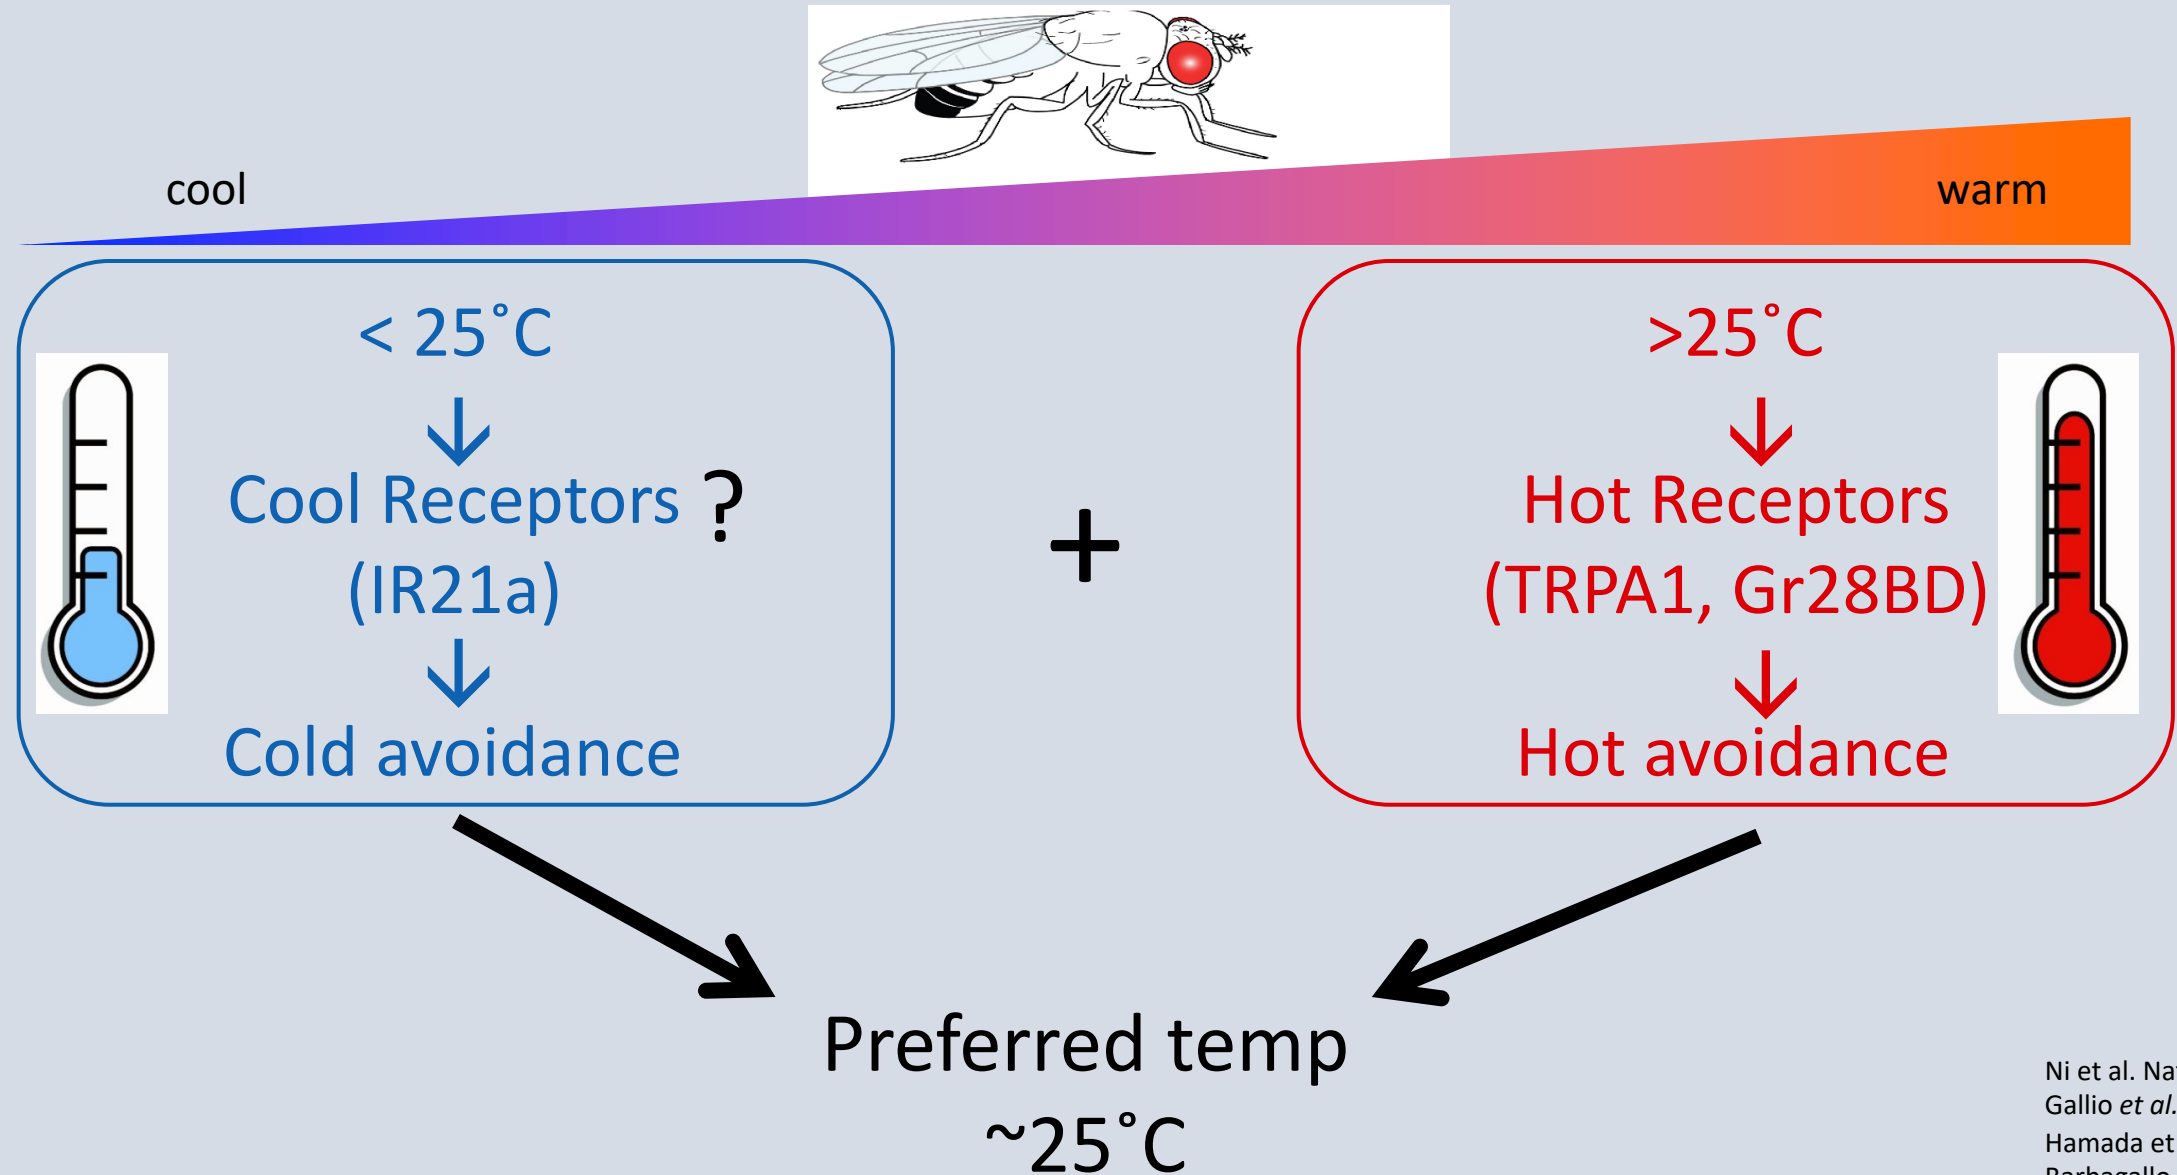 cool
warm
< 25˚C
Cool Receptors ?
(IR21a)
Cold avoidance
+
>25˚C
Hot Receptors
(TRPA1, Gr28BD)
Hot avoidance
Preferred temp
~25˚C
Ni et al.
Gallio et al.
Hamada et